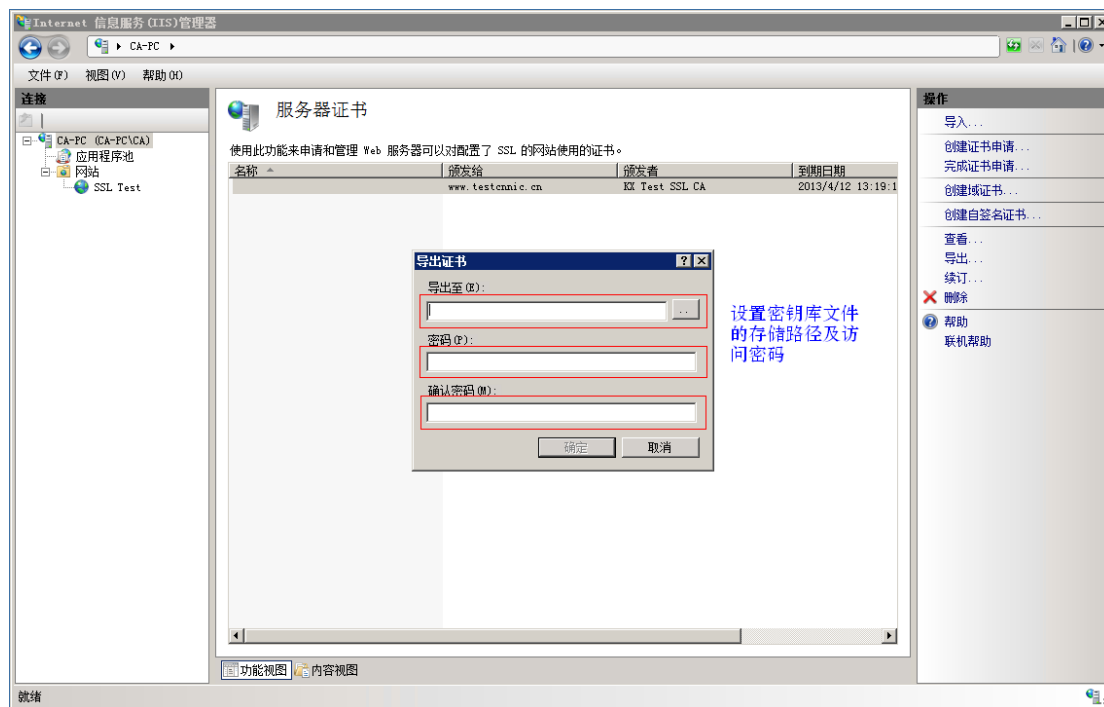 Internet 信息服务(IIS)管理器
CA-PC
文件(F) 视图(V) 帮助(H)
连接
CA-PC (CA-PC\CA)
应用程序池
网站
SSL Test
服务器证书
使用此功能来申请和管理 Web 服务器可以对配置了 SSL 的网站使用的证书。
名称 颁发给 颁发者 到期日期
www.testcnnic.cn KX Test SSL CA 2013/4/12 13:19:1
导出证书
导出至(E):
..
密码(P):
确认密码(M):
确定 取消
设置密钥库文件
的存储路径及访
问密码
操作
导入...
创建证书申请...
完成证书申请...
创建域证书...
创建自签名证书...
查看...
导出...
续订...
删除
帮助
联机帮助
功能视图 内容视图
就绪